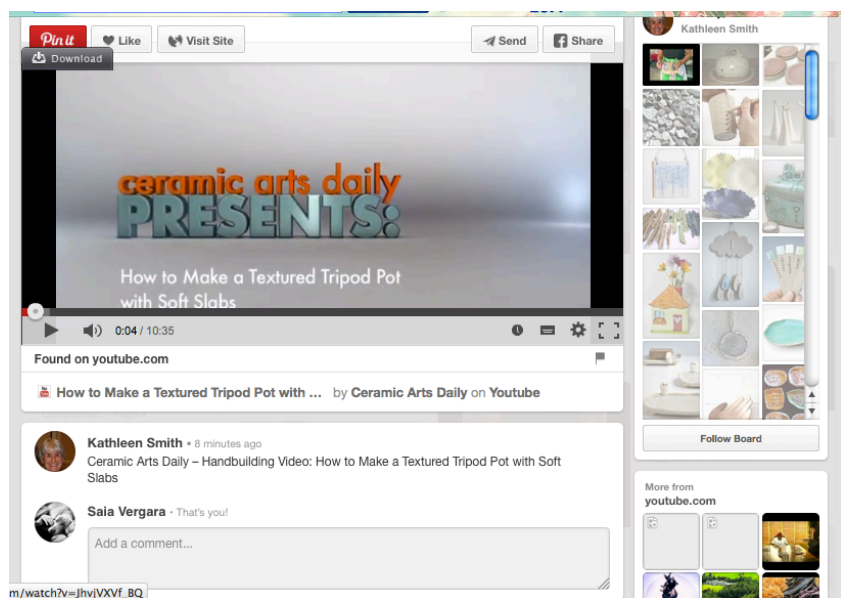 Pin it
Like
Visit Site
Send
Share
Download
ceramic arts daily
PRESENTS:
How to Make a Textured Tripod Pot
with Soft Slabs
0:04 / 10:35
Found on youtube.com
How to Make a Textured Tripod Pot with ... by Ceramic Arts Daily on Youtube
Kathleen Smith • 8 minutes ago
Ceramic Arts Daily – Handbuilding Video: How to Make a Textured Tripod Pot with Soft
Slabs
Saia Vergara • That's you!
Add a comment...
m/watch?v=JhvjVXVf_BQ
Kathleen Smith
Follow Board
More from
youtube.com